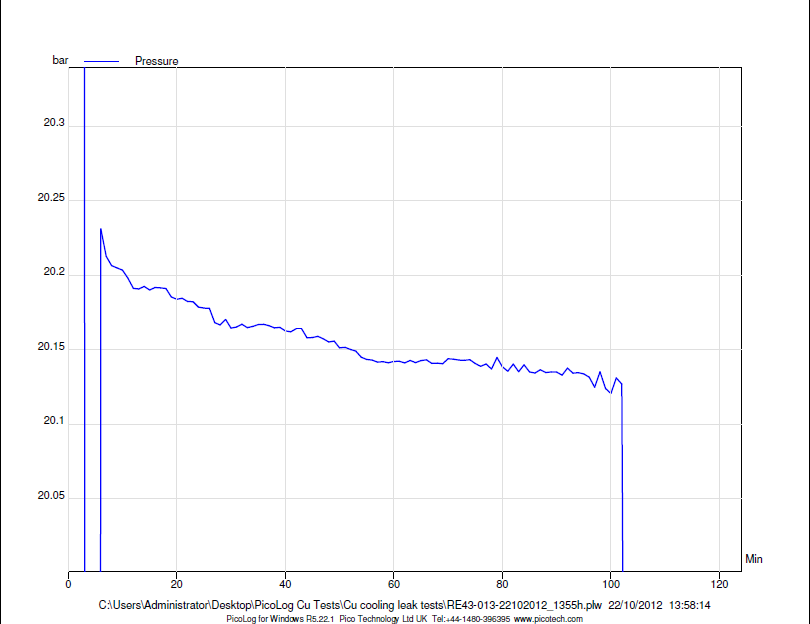 bar Pressure
20.3
20.25
20.2
20.15
20.1
20.05
Min
0 20 40 60 80 100 120
C:\Users\Administrator\Desktop\PicoLog Cu Tests\Cu cooling leak tests\RE43-013-22102012_1355h.plw 22/10/2012 13:58:14
PicoLog for Windows R5.22.1 Pico Technology Ltd UK Tel:+44-1480-396395 www.picotech.com